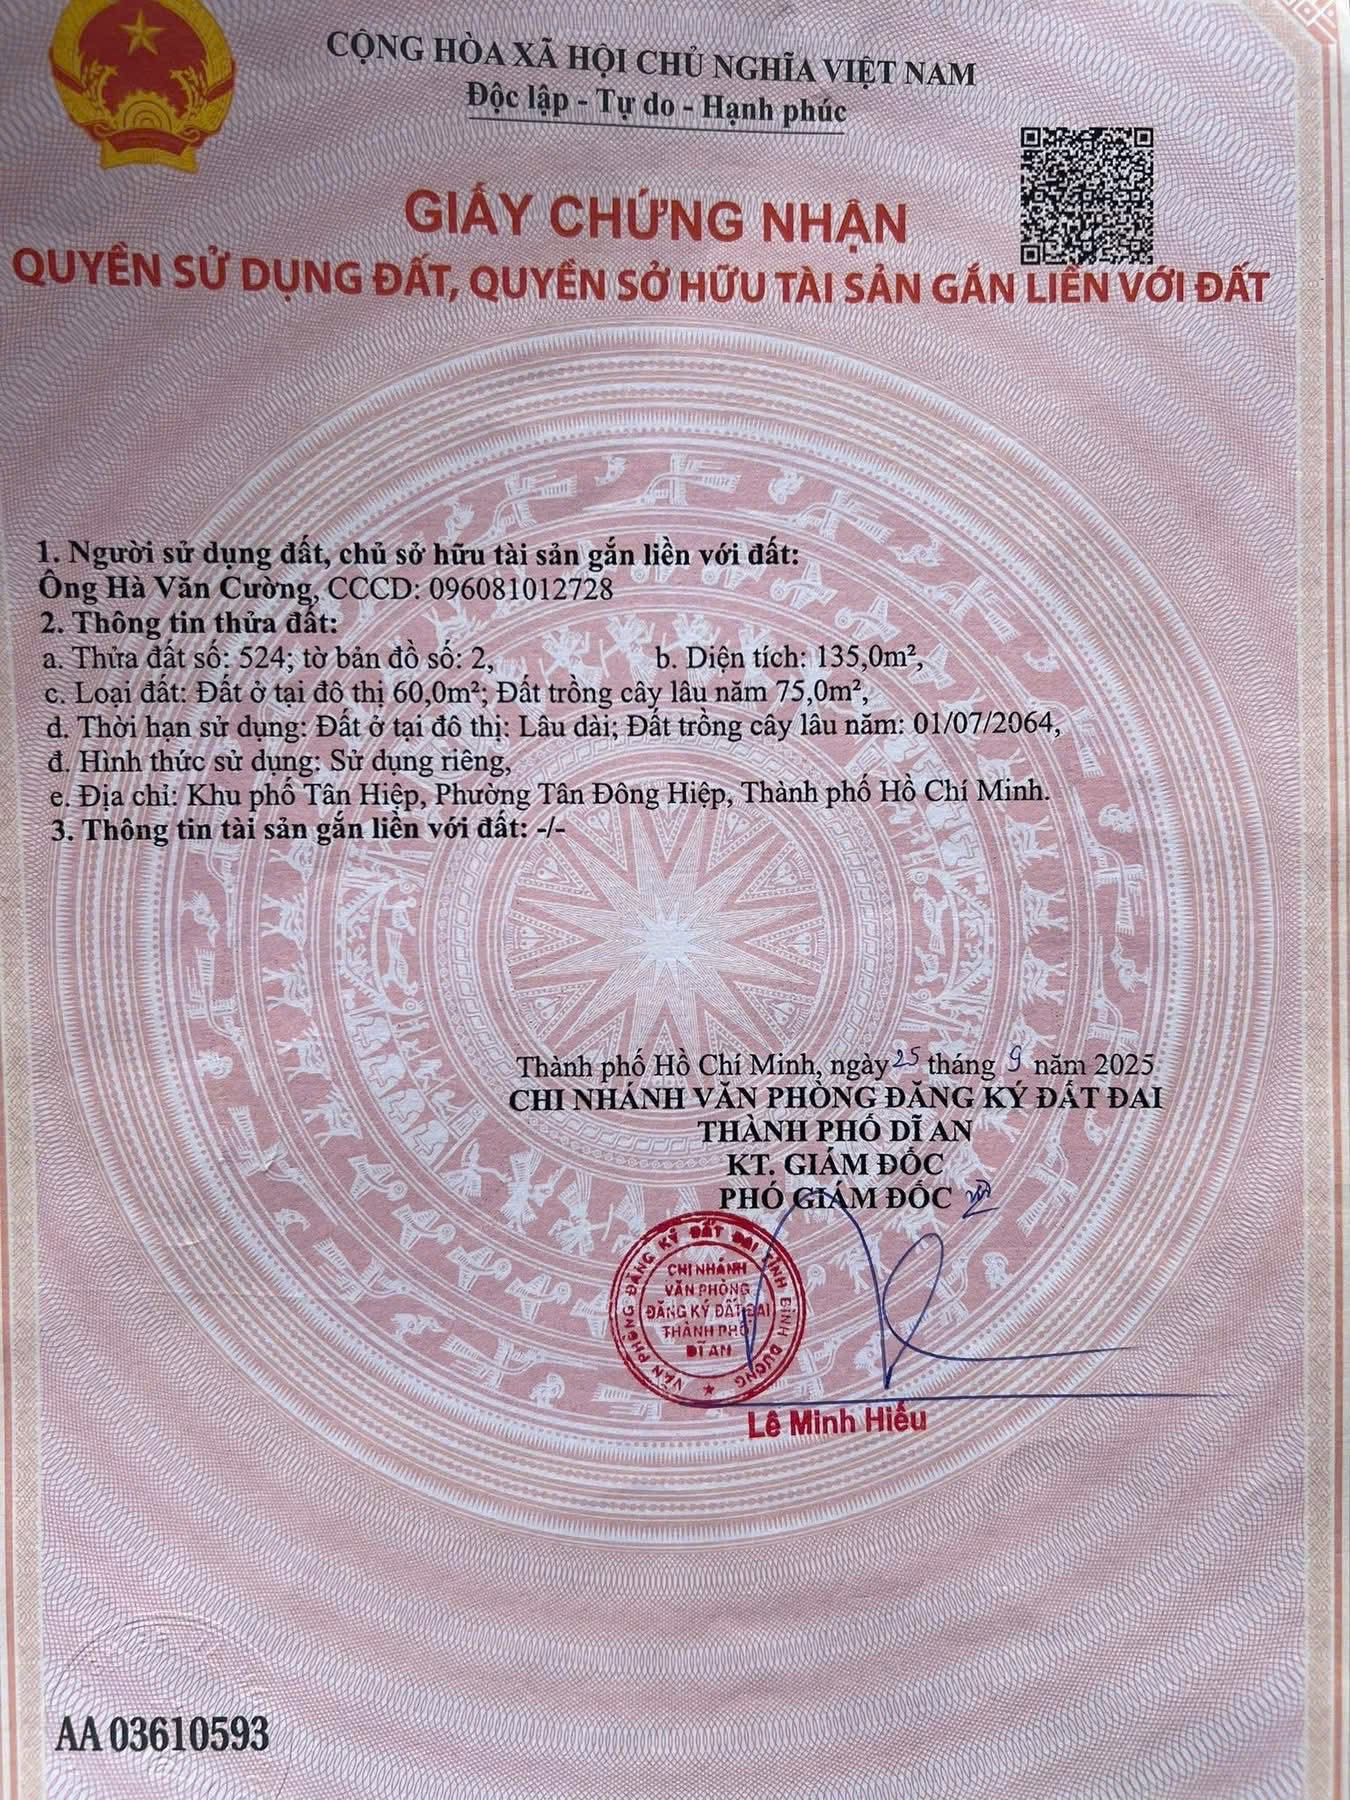 CỘNG HÒA XÃ HỘI CHỦ NGHĨA VIỆT NAM
Độc lập - Tự do - Hạnh phúc
GIẤY CHỨNG NHẬN
QUYỀN SỬ DỤNG ĐẤT, QUYỀN SỞ HỮU TÀI SẢN GẮN LIỀN VỚI ĐẤT
1. Người sử dụng đất, chủ sở hữu tài sản gắn liền với đất:
Ông Hà Văn Cường, CCCD: 096081012728
2. Thông tin thửa đất:
a. Thửa đất số: 524; tờ bản đồ số: 2, b. Diện tích: 135,0m²,
c. Loại đất: Đất ở tại đô thị 60,0m²; Đất trồng cây lâu năm 75,0m²,
d. Thời hạn sử dụng: Đất ở tại đô thị: Lâu dài; Đất trồng cây lâu năm: 01/07/2064,
đ. Hình thức sử dụng: Sử dụng riêng,
e. Địa chỉ: Khu phố Tân Hiệp, Phường Tân Đông Hiệp, Thành phố Hồ Chí Minh.
3. Thông tin tài sản gắn liền với đất: -/-
Thành phố Hồ Chí Minh, ngày 25 tháng 9 năm 2025
CHI NHÁNH VĂN PHÒNG ĐĂNG KÝ ĐẤT ĐAI
THÀNH PHỐ DĨ AN
KT. GIÁM ĐỐC
PHÓ GIÁM ĐỐC
VĂN PHÒNG ĐĂNG KÝ ĐẤT ĐAI TỈNH BÌNH DƯƠNG
CHI NHÁNH
VĂN PHÒNG
ĐĂNG KÝ ĐẤT ĐAI
THÀNH PHỐ
DĨ AN
Lê Minh Hiếu
AA 03610593